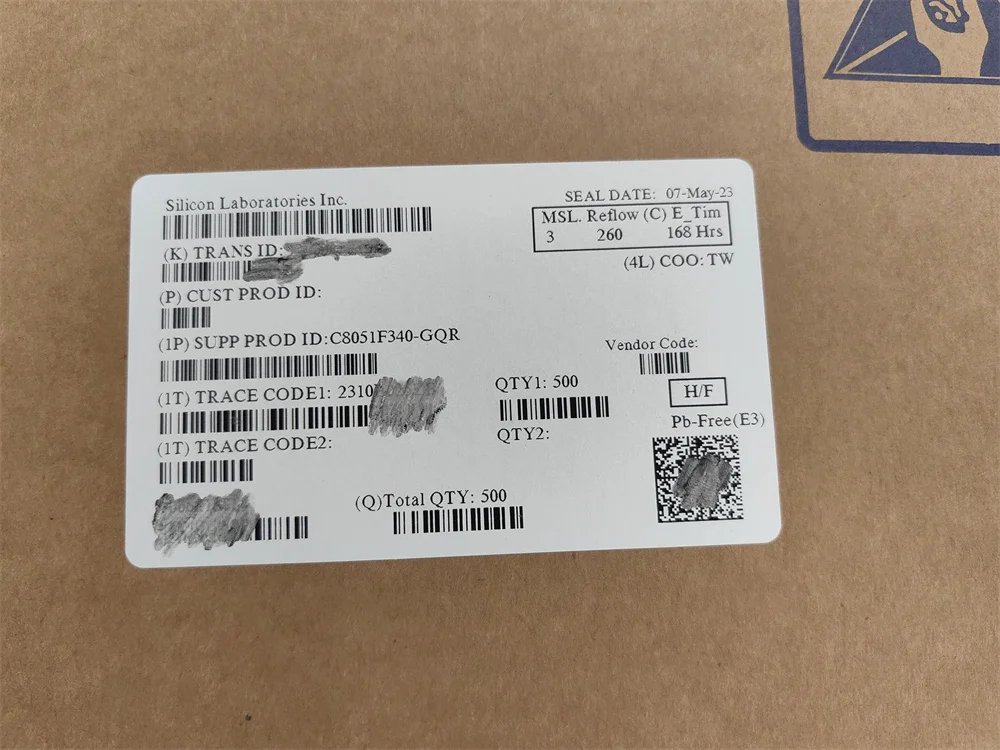 Silicon Laboratories Inc.
SEAL DATE: 07-May-23
MSL. Reflow (C) E_Tim
3 260 168 Hrs
(K) TRANS ID:
(4L) COO: TW
(P) CUST PROD ID:
(1P) SUPP PROD ID:C8051F340-GQR
Vendor Code:
(1T) TRACE CODE1: 2310
QTY1: 500
H/F
Pb-Free(E3)
(1T) TRACE CODE2:
QTY2:
(Q)Total QTY: 500